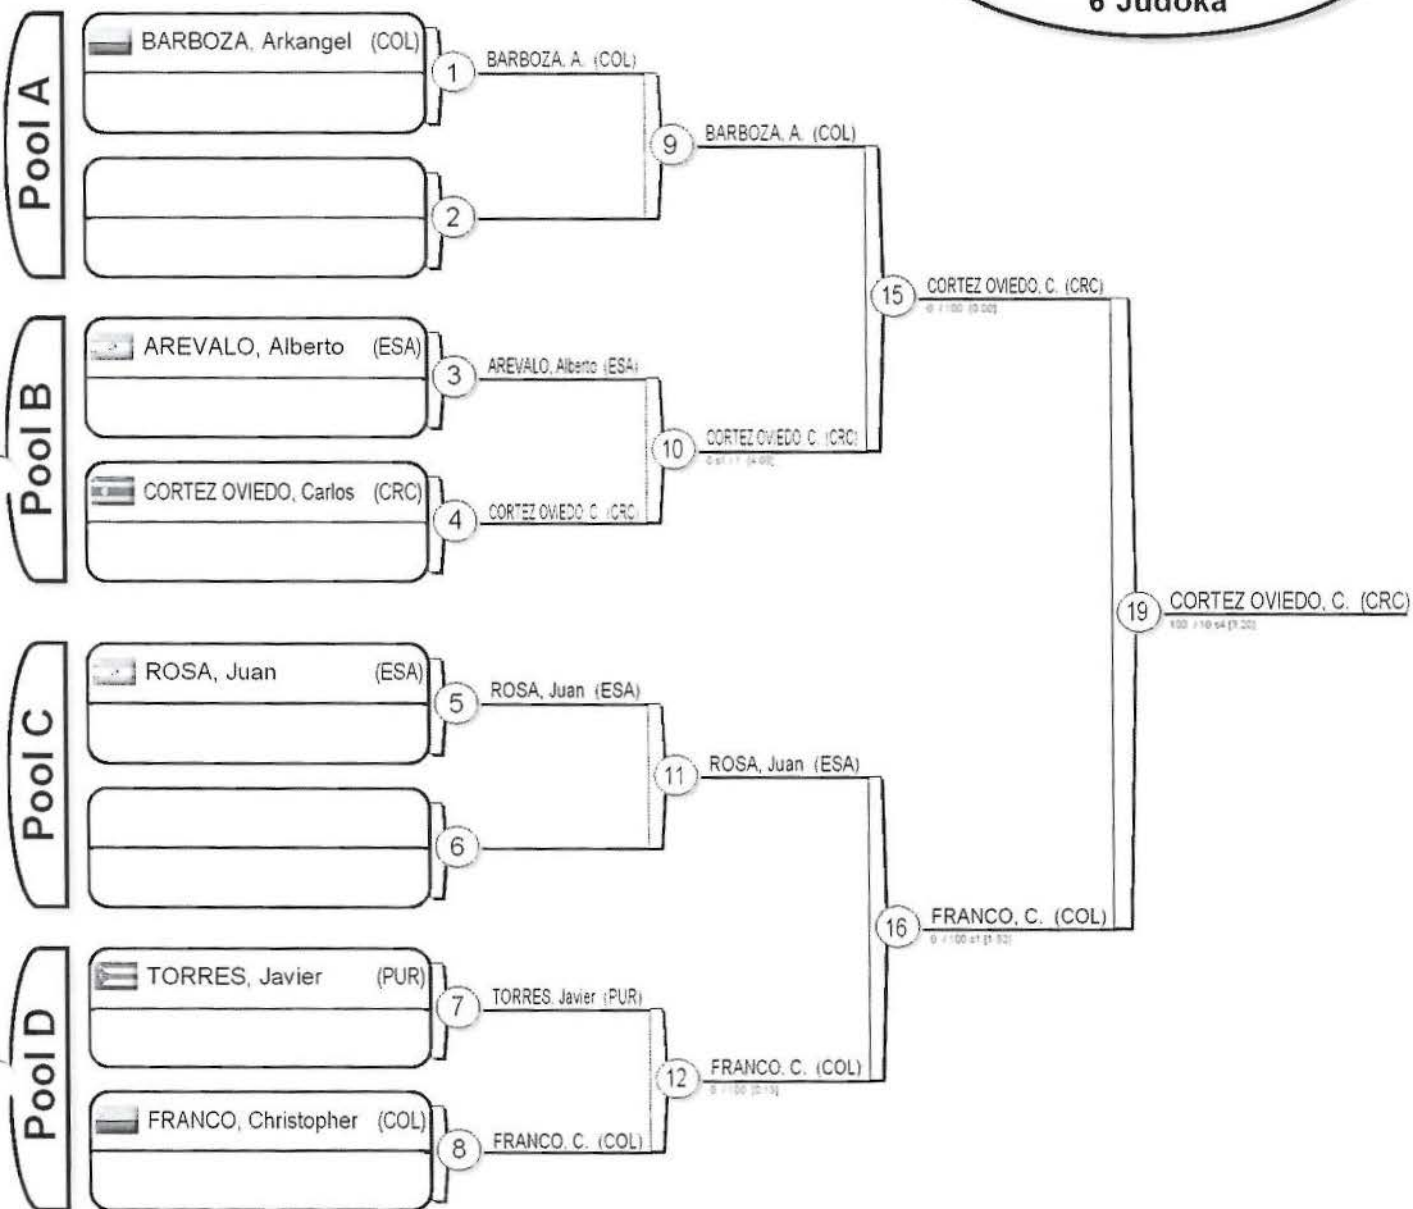 6 Judoka
Pool A
BARBOZA, Arkangel (COL)
1
BARBOZA, A. (COL)
2
9
BARBOZA, A. (COL)
Pool B
AREVALO, Alberto (ESA)
3
AREVALO, Alberto (ESA)
CORTEZ OVIEDO, Carlos (CRC)
4
CORTEZ OVIEDO C. (CRC)
10
CORTEZ OVIEDO C. (CRC)
15
CORTEZ OVIEDO, C. (CRC)
Pool C
ROSA, Juan (ESA)
5
ROSA, Juan (ESA)
6
11
ROSA, Juan (ESA)
Pool D
TORRES, Javier (PUR)
7
TORRES, Javier (PUR)
FRANCO, Christopher (COL)
8
FRANCO. C. (COL)
12
FRANCO. C. (COL)
16
FRANCO, C. (COL)
19
CORTEZ OVIEDO, C. (CRC)